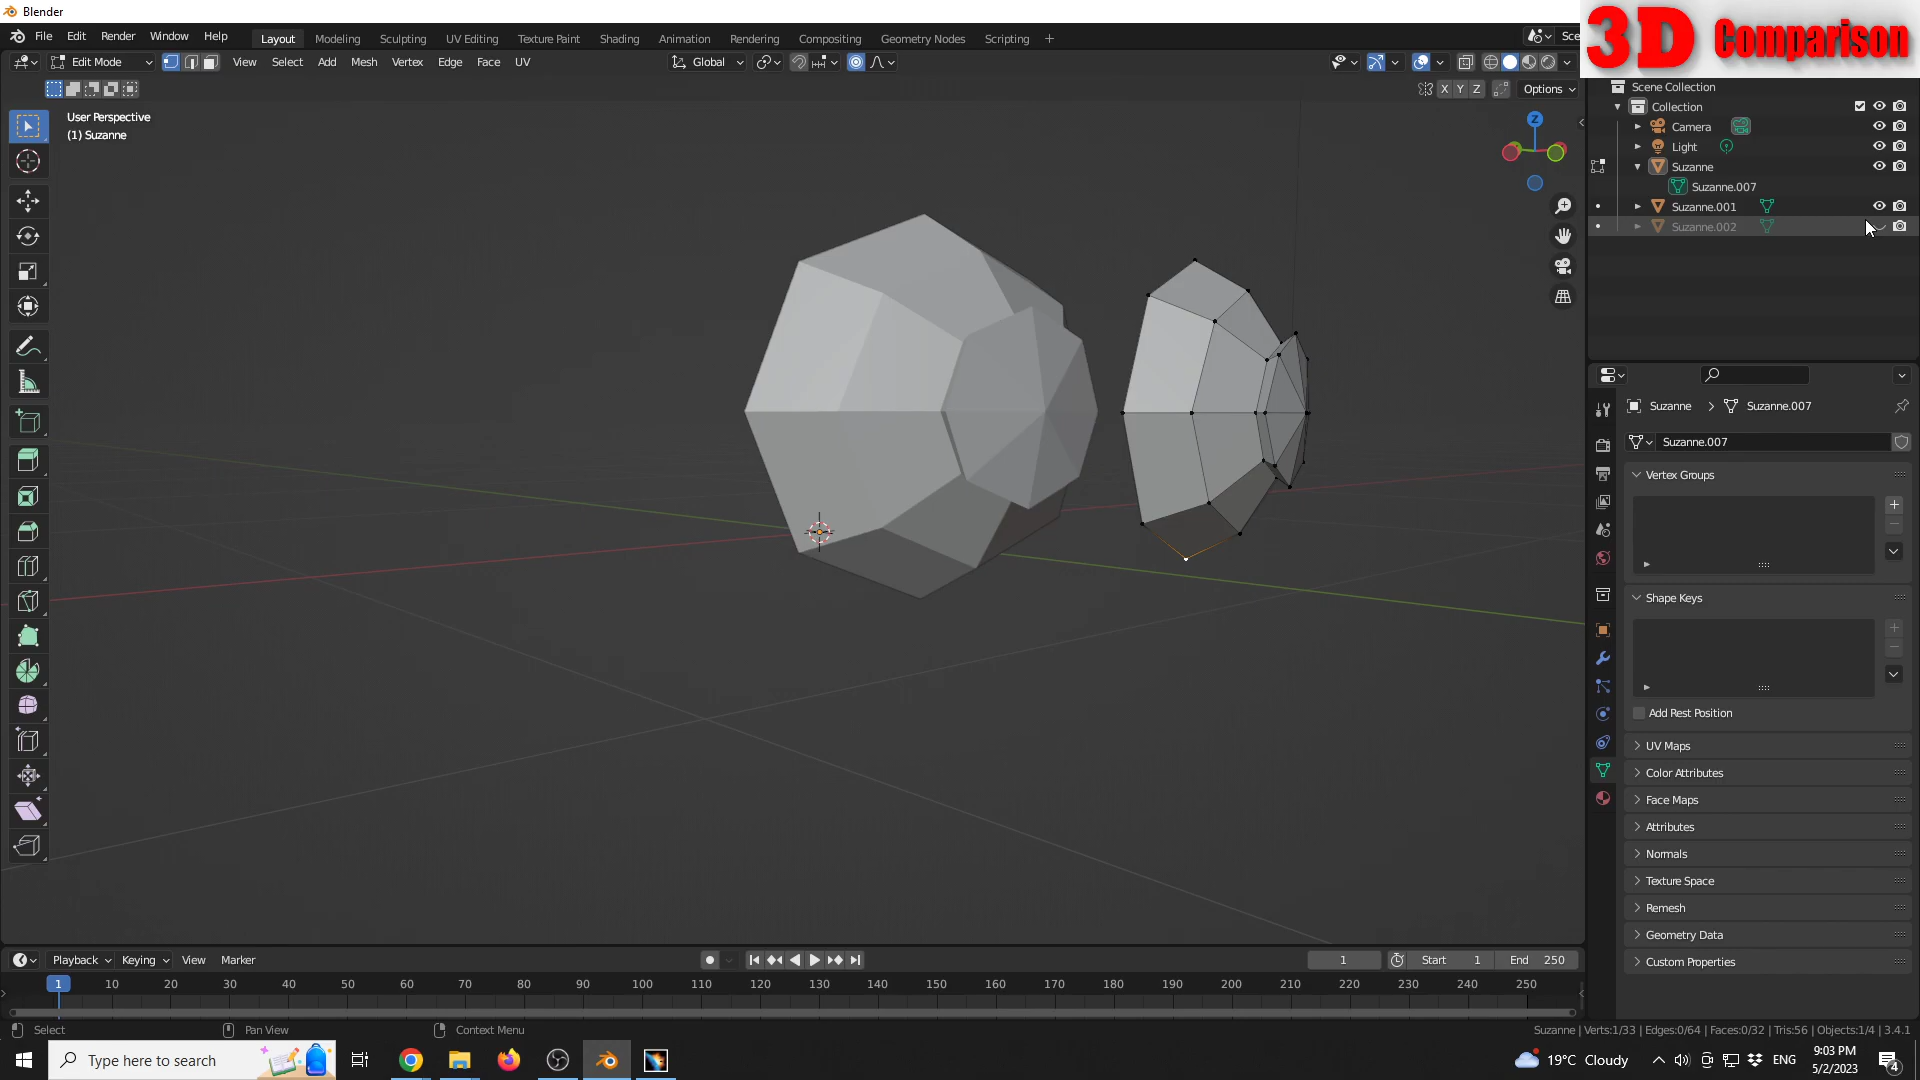 Blender
3D Comparison
File Edit Render Window Help Layout Modeling Sculpting UV Editing Texture Paint Shading Animation Rendering Compositing Geometry Nodes Scripting + Sce
Edit Mode View Select Add Mesh Vertex Edge Face UV Global
X Y Z Options
User Perspective
(1) Suzanne
Z
Scene Collection
Collection
Camera
Light
Suzanne
Suzanne.007
Suzanne.001
Suzanne.002
Suzanne > Suzanne.007
Suzanne.007
Vertex Groups
Shape Keys
Add Rest Position
UV Maps
Color Attributes
Face Maps
Attributes
Normals
Texture Space
Remesh
Geometry Data
Custom Properties
Playback Keying View Marker 1 Start 1 End 250
1 10 20 30 40 50 60 70 80 90 100 110 120 130 140 150 160 170 180 190 200 210 220 230 240 250
Select Pan View Context Menu Suzanne | Verts:1/33 | Edges:0/64 | Faces:0/32 | Tris:56 | Objects:1/4 | 3.4.1
Type here to search 19°C Cloudy ENG 9:03 PM
5/2/2023 4